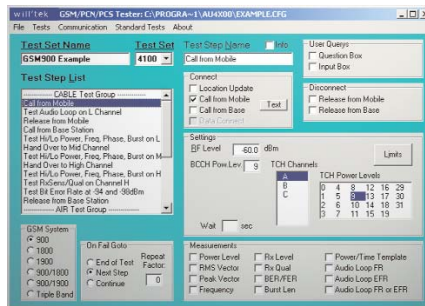 will'tek GSM/PCN/PCS Tester: C:\PROGRA~1\AU4X00\EXAMPLE.CFG
File Tests Communication Standard Tests About
Test Set Name Test Set Test Step Name Info
GSM900 Example 4100 Call from Mobile
User Querys
Question Box
Input Box
Test Step List
---------- CABLE Test Group ----------
Call from Mobile
Test Audio Loop on L Channel
Release from Mobile
Call from Base Station
Test Hi/Lo Power, Freq, Phase, Burst on L
Hand Over to Mid Channel
Test Hi/Lo Power, Freq, Phase, Burst on M
Hand Over to High Channel
Test Hi/Lo Power, Freq, Phase, Burst on H
Test RxSens/Qual on Channel H
Test Bit Error Rate at -94 and -98dBm
Release from Base Station
---------- AIR Test Group ----------
Connect
Location Update
Call from Mobile
Call from Base
Data Connect
Text
Disconnect
Release from Mobile
Release from Base
Settings
RF Level -60.0 dBm
BCCH Pow.Lev. 9
TCH Channels
A
B
C
Limits
TCH Power Levels
0 4 8 12 16 29
1 5 9 13 17 30
2 6 10 14 18 31
3 7 11 15 19
Wait sec
GSM System
900
1800
1900
900/1800
900/1900
Triple Band
On Fail Goto
End of Test
Next Step
Continue
Repeat Factor:
0
Measurements
Power Level Rx Level Power/Time Template
RMS Vector Rx Qual Audio Loop FR
Peak Vector BER/FER Audio Loop EFR
Frequency Burst Len Audio Loop FR or EFR